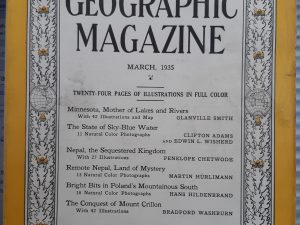 GEOGRAPHIC
MAGAZINE
MARCH, 1935
TWENTY-FOUR PAGES OF ILLUSTRATIONS IN FULL COLOR
Minnesota, Mother of Lakes and Rivers
With 42 Illustrations and Map GLANVILLE SMITH
The State of Sky-Blue Water
11 Natural Color Photographs CLIFTON ADAMS
and EDWIN L. WISHERD
Nepal, the Sequestered Kingdom
With 27 Illustrations PENELOPE CHETWODE
Remote Nepal, Land of Mystery
13 Natural Color Photographs MARTIN HÜRLIMANN
Bright Bits in Poland's Mountainous South
18 Natural Color Photographs HANS HILDENBRAND
The Conquest of Mount Crillon
With 42 Illustrations BRADFORD WASHBURN